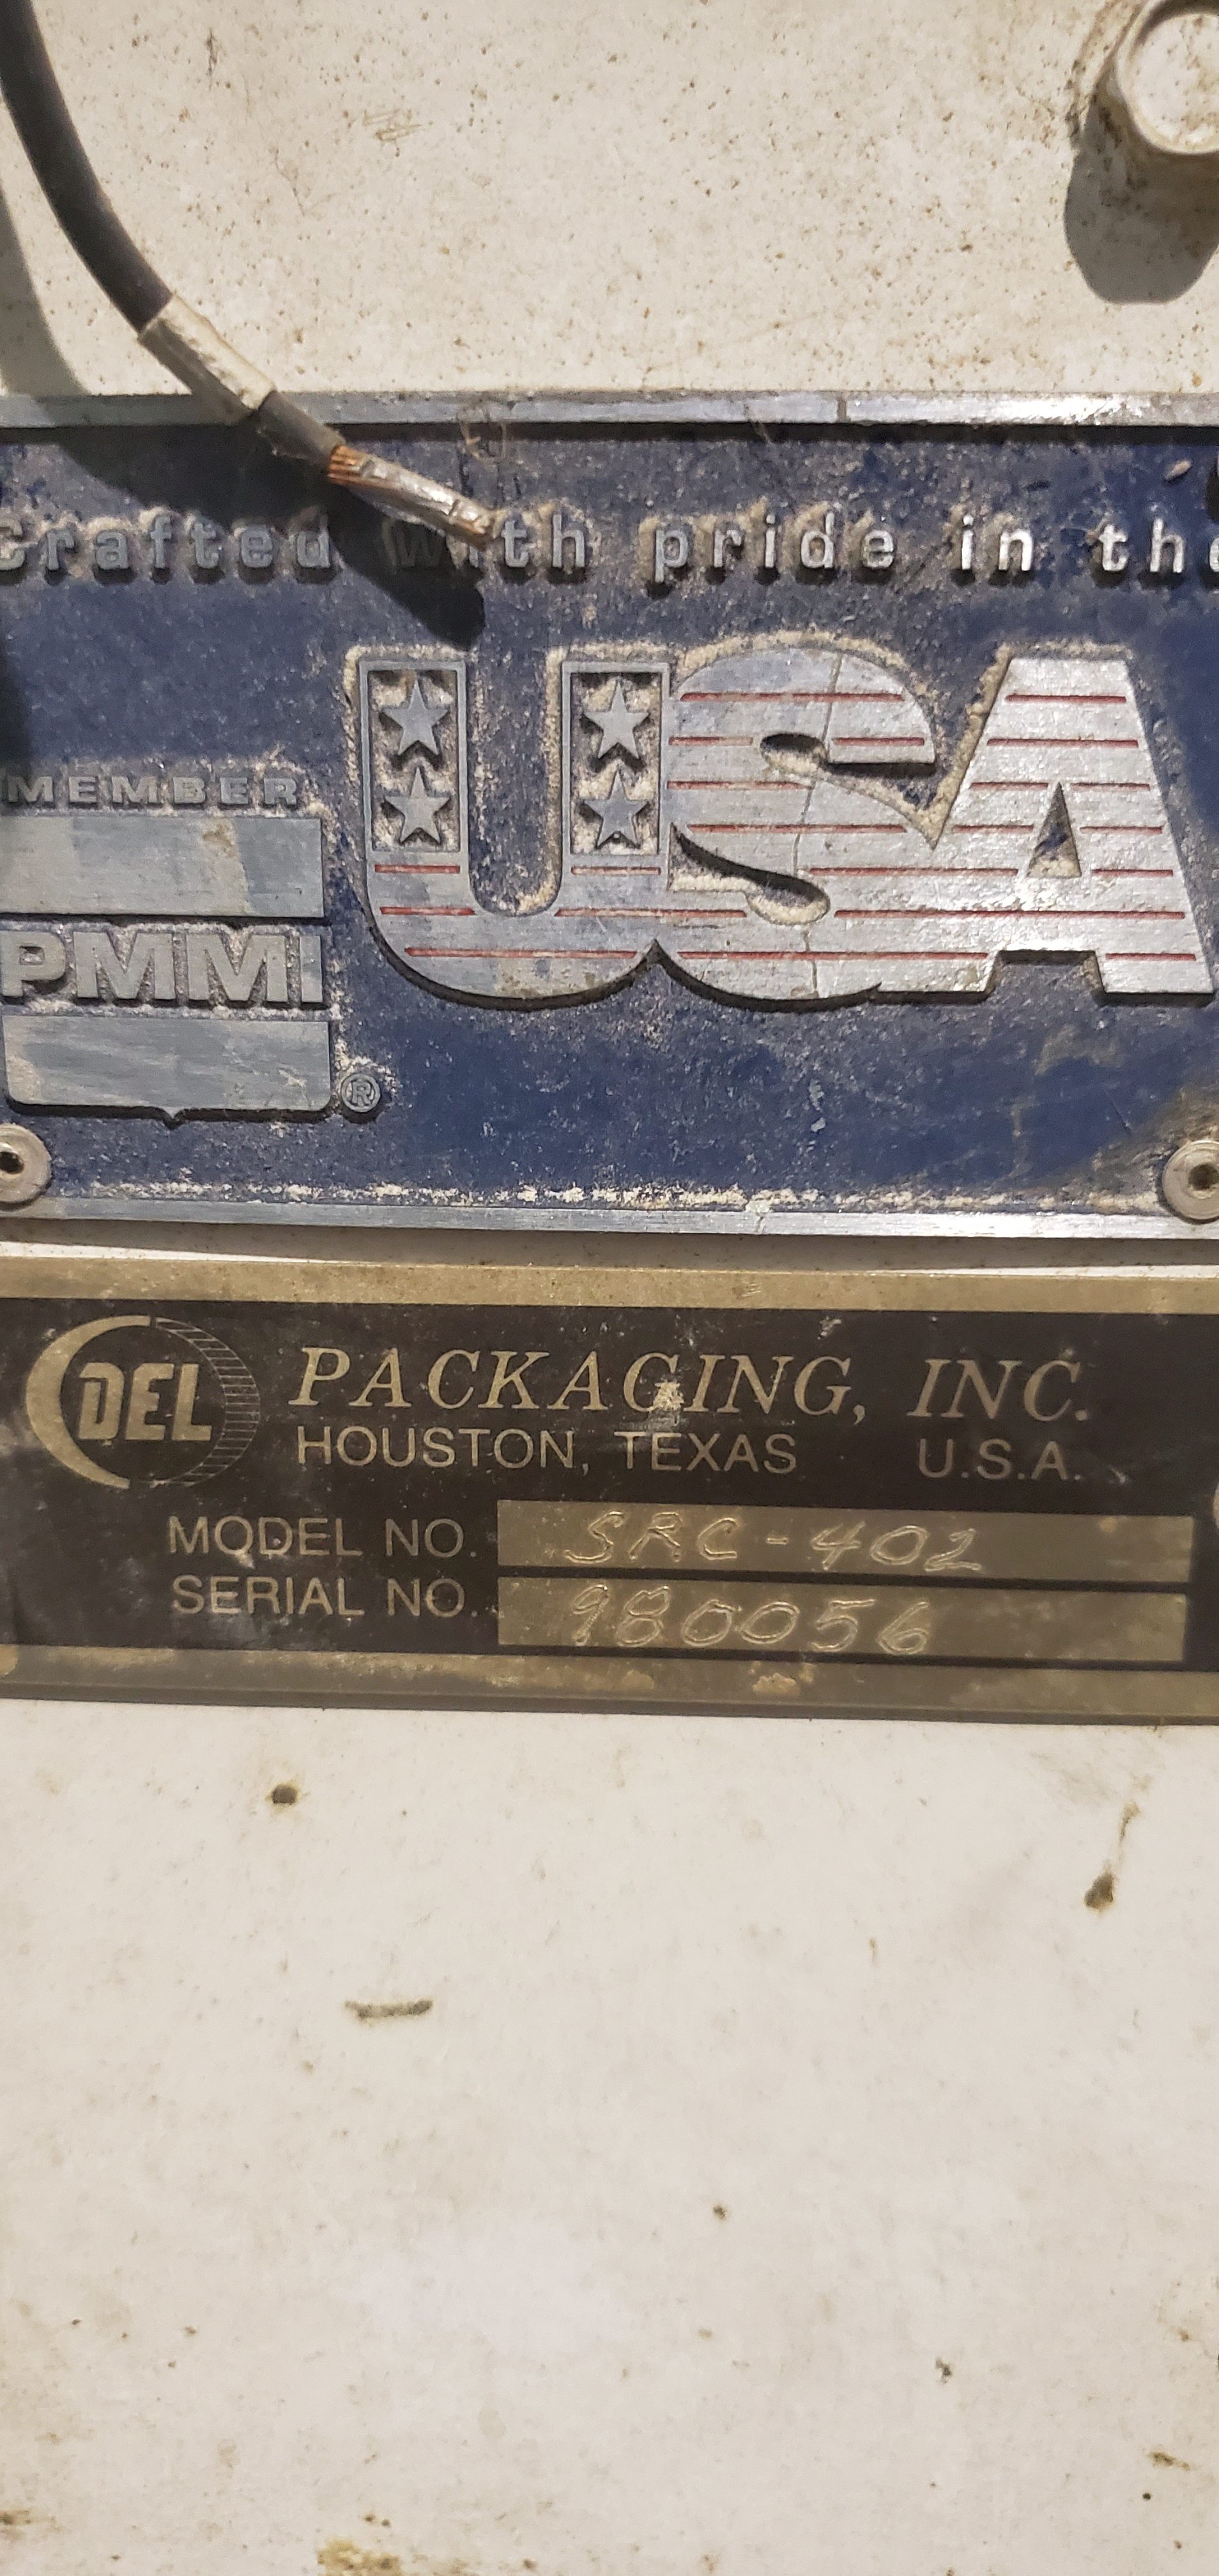 Crafted with pride in the
USA
MEMBER
PMMI
®
DEL PACKAGING, INC.
HOUSTON, TEXAS U.S.A.
MODEL NO. SRC-402
SERIAL NO. 980056